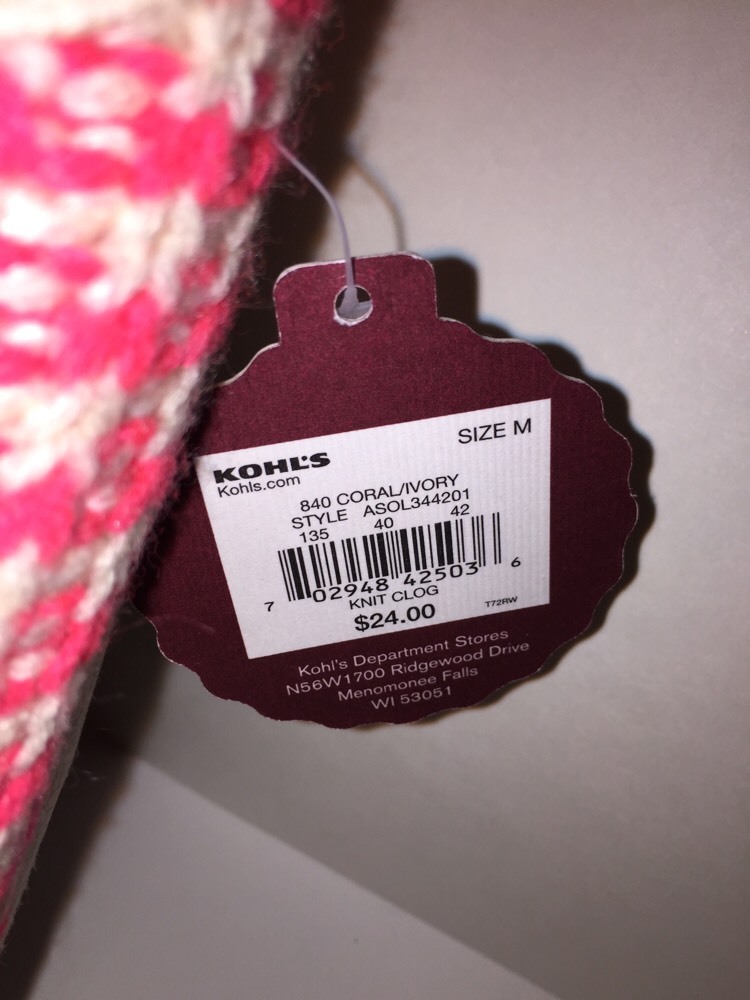 SIZE M
KOHL'S
Kohls.com
840 CORAL/IVORY
STYLE ASOL344201
135 40 42
7 02948 42503 6
KNIT CLOG
$24.00
T72RW
Kohl's Department Stores
N56W1700 Ridgewood Drive
Menomonee Falls
WI 53051